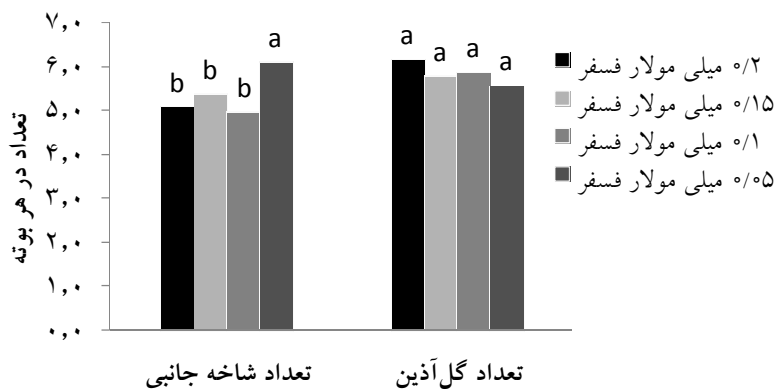 ۷,۰
۶,۰
۵,۰
۴,۰
۳,۰
۲,۰
۱,۰
۰,۰
تعداد در هر بوته
b
b
b
a
a
a
a
a
تعداد شاخه جانبی
تعداد گل‌آذین
۰/۲ میلی مولار فسفر
۰/۱۵ میلی مولار فسفر
۰/۱ میلی مولار فسفر
۰/۰۵ میلی مولار فسفر